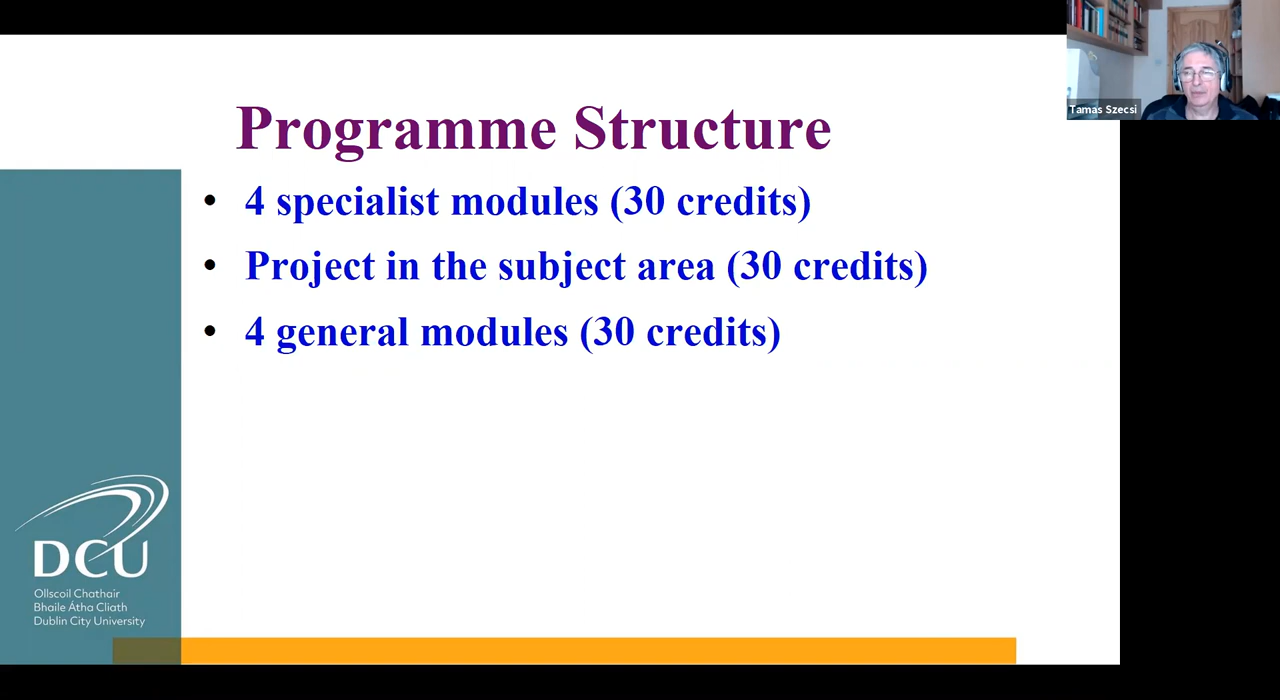 Programme Structure
• 4 specialist modules (30 credits)
• Project in the subject area (30 credits)
• 4 general modules (30 credits)
Tamas Szecsi
DCU
Ollscoil Chathair
Bhaile Átha Cliath
Dublin City University